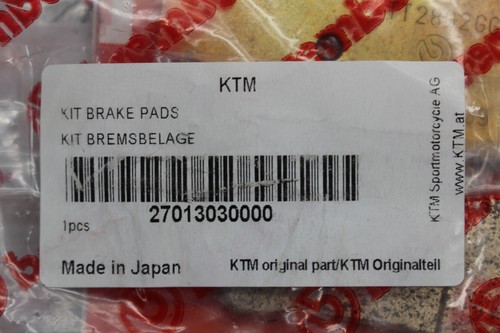 KTM
KIT BRAKE PADS
KIT BREMSBELAGE
27013030000
1pcs
Made in Japan
KTM original part/KTM Originalteil
KTM Sportmotorcycle AG
www.KTM.at